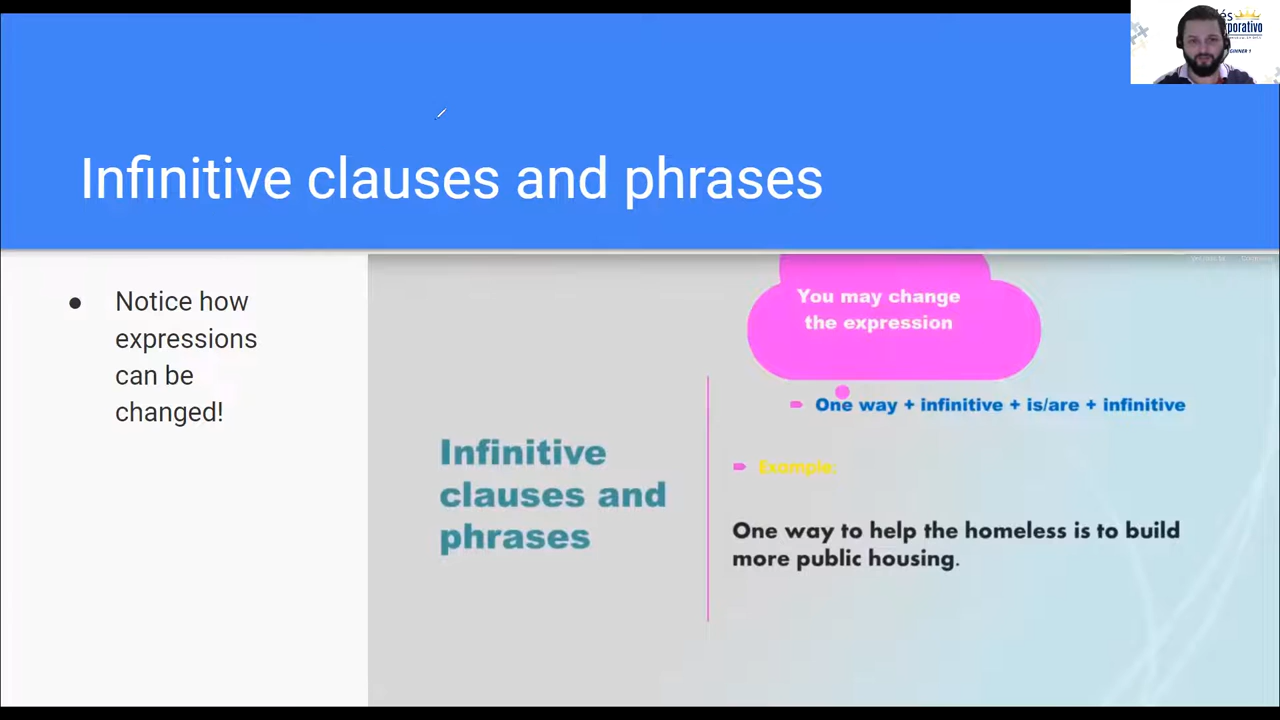 Infinitive clauses and phrases
● Notice how
expressions
can be
changed!
You may change
the expression
One way + infinitive + is/are + infinitive
Example:
Infinitive
clauses and
phrases
One way to help the homeless is to build
more public housing.